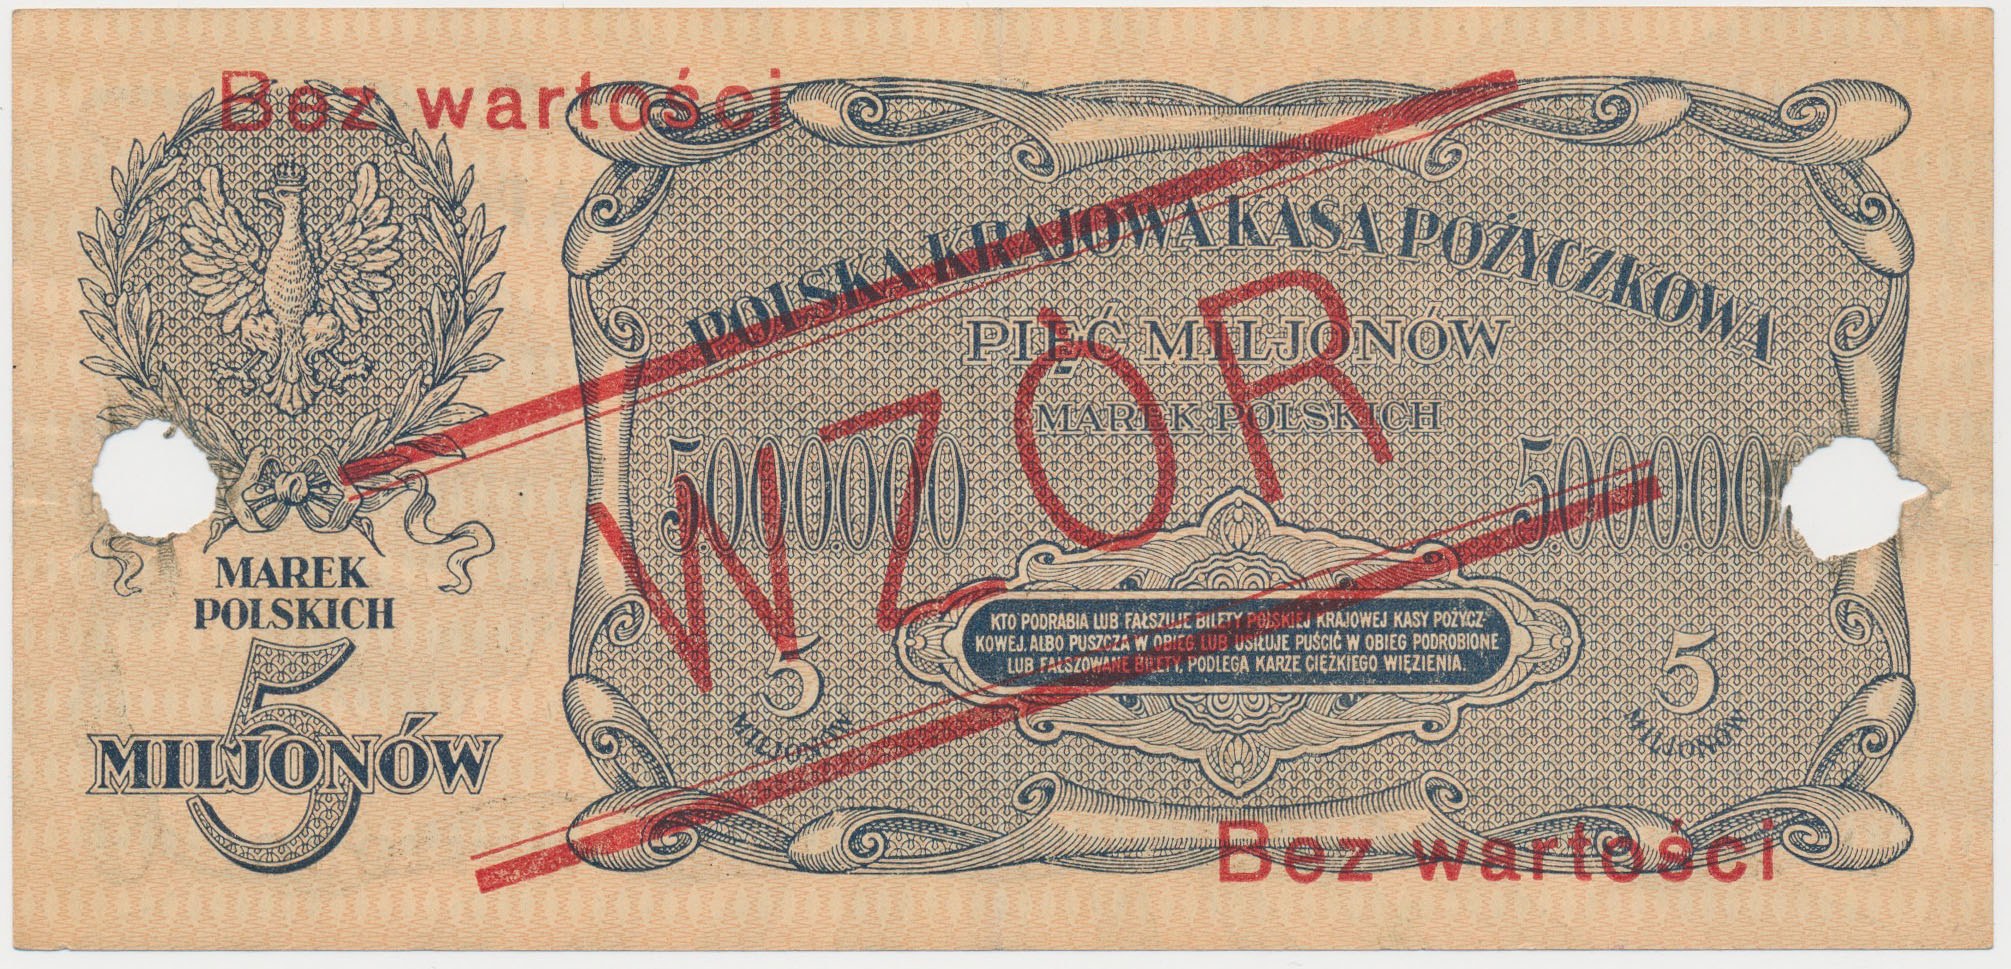 Bez wartości
POLSKA KRAJOWA KASA POŻYCZKOWA
PIĘĆ MILJONÓW
MAREK POLSKICH
5.000.000 5.000.000
WZÓR
MAREK
POLSKICH
5
MILJONÓW
KTO PODRABIA LUB FAŁSZUJE BILETY POLSKIEJ KRAJOWEJ KASY POŻYCZ-
KOWEJ, ALBO PUSZCZA W OBIEG LUB USIŁUJE PUŚCIĆ W OBIEG PODROBIONE
LUB FAŁSZOWANE BILETY, PODLEGA KARZE CIĘŻKIEGO WIĘZIENIA.
5
MILJONÓW
5
MILJONÓW
Bez wartości